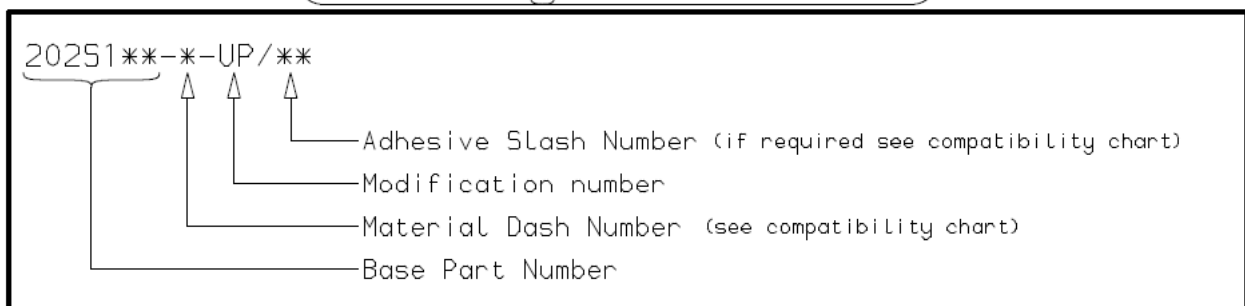 202S1**-*-UP/**
Adhesive Slash Number (if required see compatibility chart)
Modification number
Material Dash Number (see compatibility chart)
Base Part Number